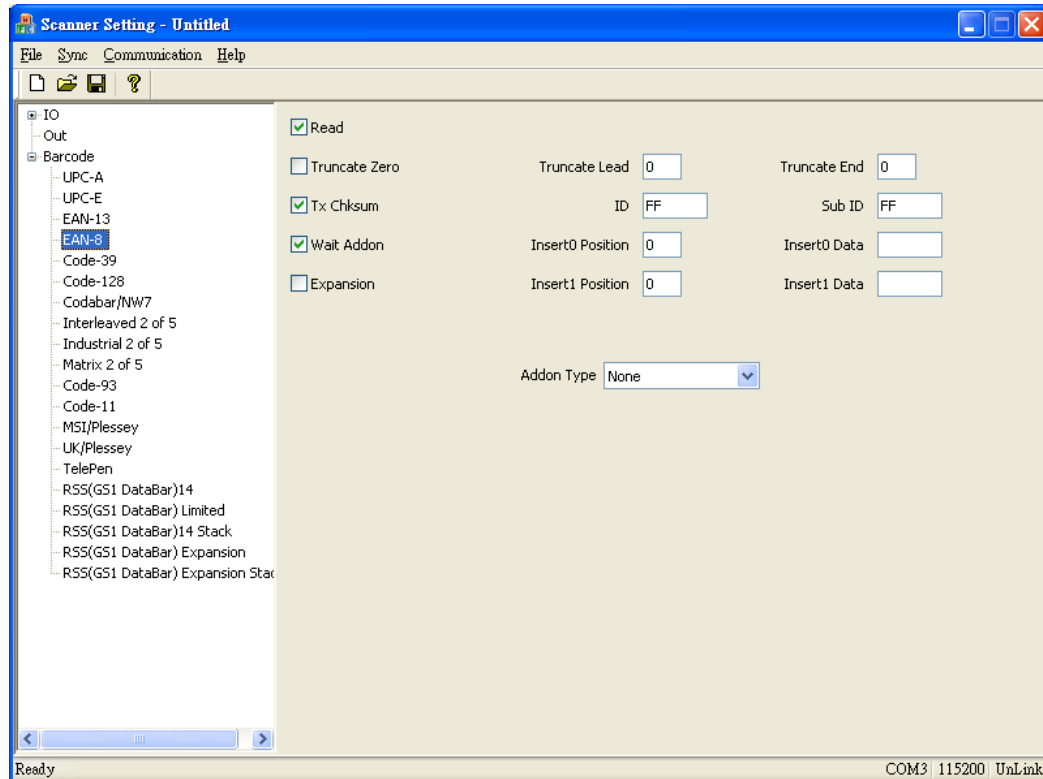 Scanner Setting - Untitled
File Sync Communication Help
IO
Out
Barcode
UPC-A
UPC-E
EAN-13
EAN-8
Code-39
Code-128
Codabar/NW7
Interleaved 2 of 5
Industrial 2 of 5
Matrix 2 of 5
Code-93
Code-11
MSI/Plessey
UK/Plessey
TelePen
RSS(GS1 DataBar)14
RSS(GS1 DataBar) Limited
RSS(GS1 DataBar)14 Stack
RSS(GS1 DataBar) Expansion
RSS(GS1 DataBar) Expansion Stac
Read
Truncate Zero Truncate Lead 0 Truncate End 0
Tx Chksum ID FF Sub ID FF
Wait Addon Insert0 Position 0 Insert0 Data
Expansion Insert1 Position 0 Insert1 Data
Addon Type None
Ready COM3 115200 UnLink